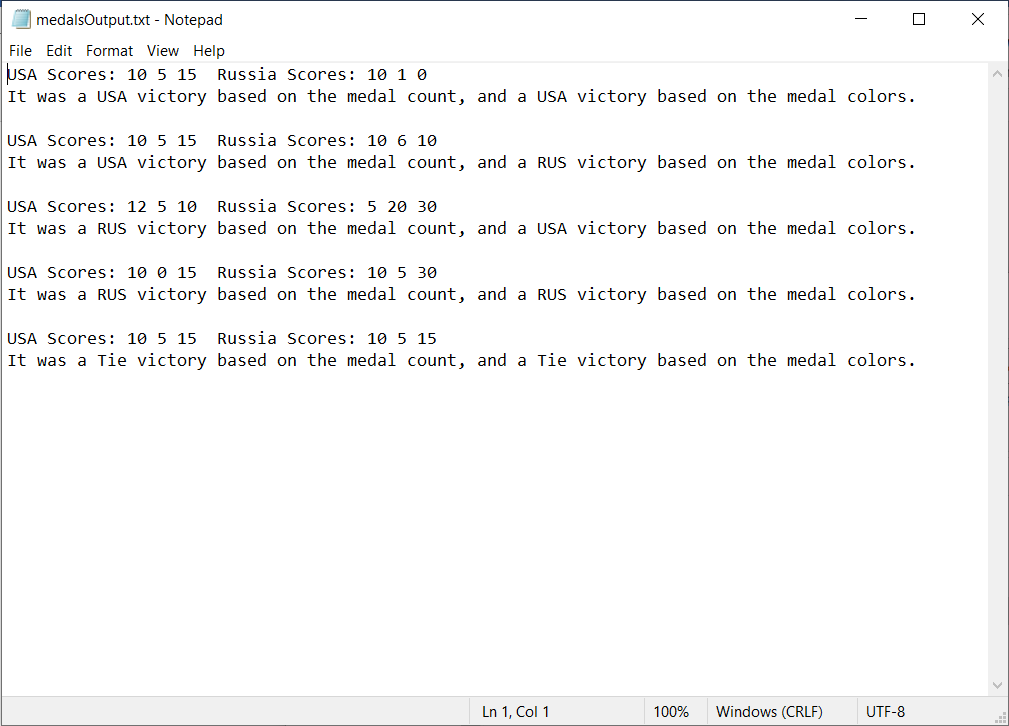 medalsOutput.txt - Notepad
File Edit Format View Help
USA Scores: 10 5 15  Russia Scores: 10 1 0
It was a USA victory based on the medal count, and a USA victory based on the medal colors.

USA Scores: 10 5 15  Russia Scores: 10 6 10
It was a USA victory based on the medal count, and a RUS victory based on the medal colors.

USA Scores: 12 5 10  Russia Scores: 5 20 30
It was a RUS victory based on the medal count, and a USA victory based on the medal colors.

USA Scores: 10 0 15  Russia Scores: 10 5 30
It was a RUS victory based on the medal count, and a RUS victory based on the medal colors.

USA Scores: 10 5 15  Russia Scores: 10 5 15
It was a Tie victory based on the medal count, and a Tie victory based on the medal colors.
Ln 1, Col 1 100% Windows (CRLF) UTF-8